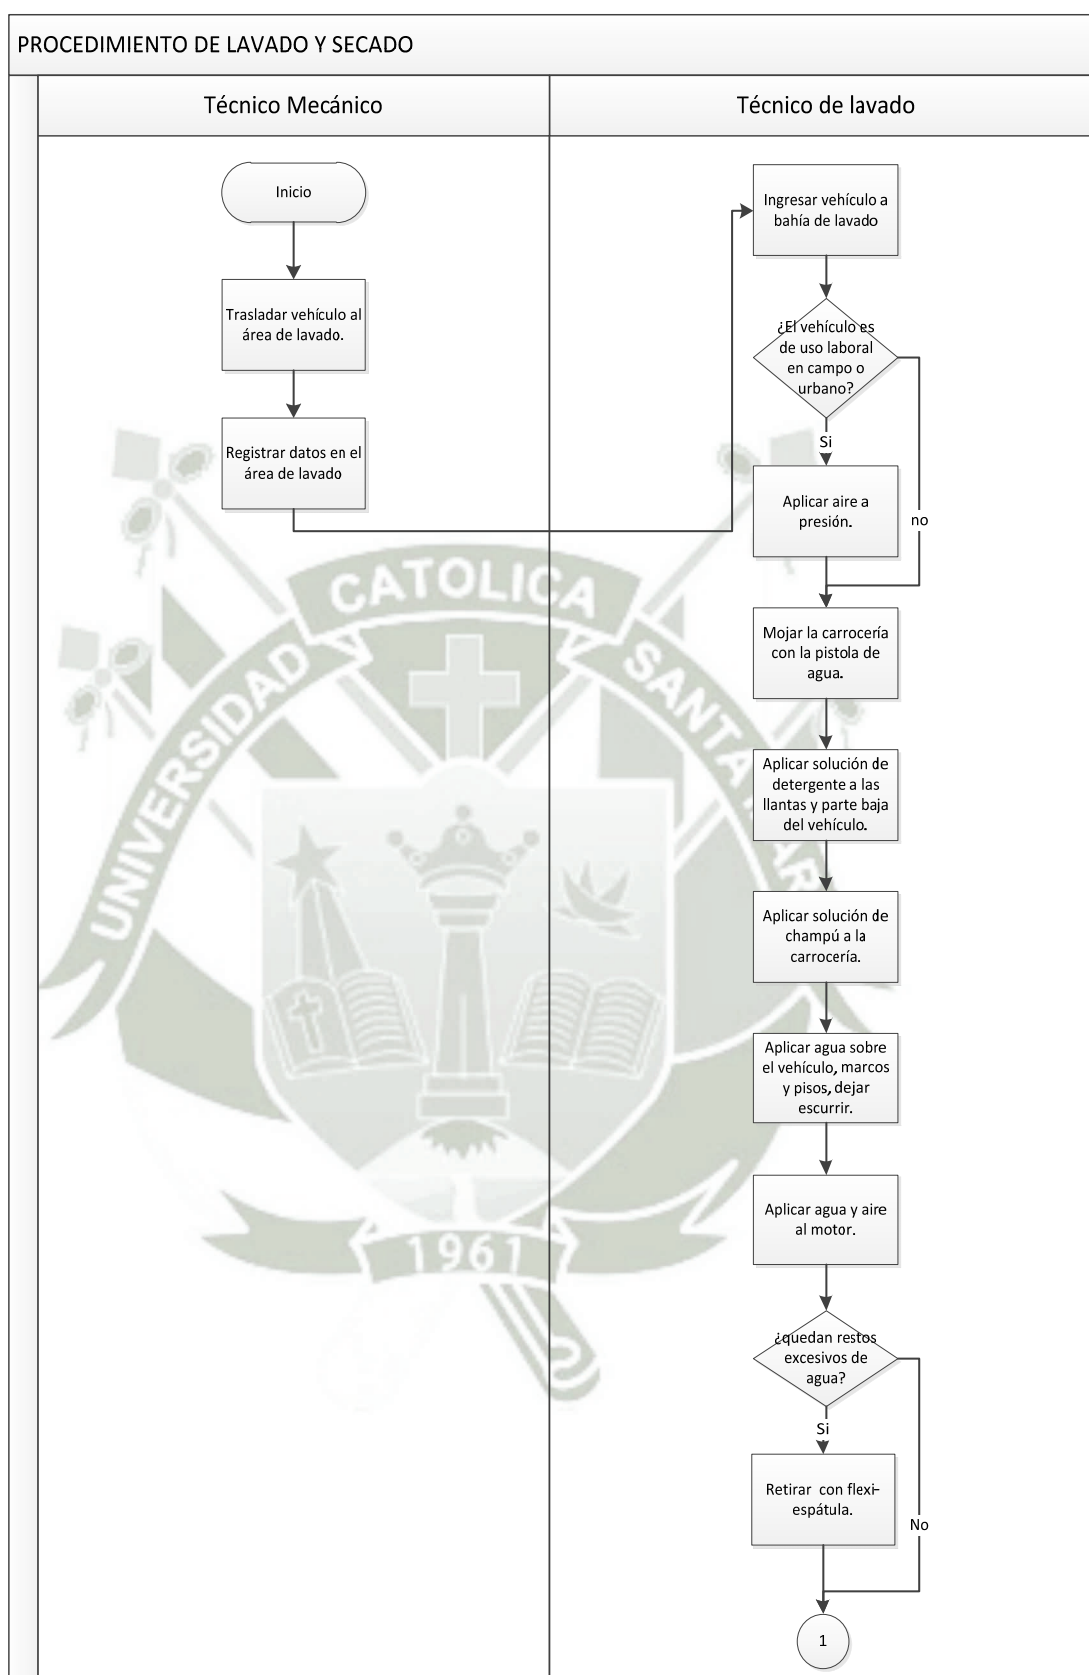 PROCEDIMIENTO DE LAVADO Y SECADO
Técnico Mecánico
Técnico de lavado
Inicio
Trasladar vehículo al
área de lavado.
Registrar datos en el
área de lavado
Ingresar vehículo a
bahía de lavado
¿El vehículo es
de uso laboral
en campo o
urbano?
Si
no
Aplicar aire a
presión.
Mojar la carrocería
con la pistola de
agua.
Aplicar solución de
detergente a las
llantas y parte baja
del vehículo.
Aplicar solución de
champú a la
carrocería.
Aplicar agua sobre
el vehículo, marcos
y pisos, dejar
escurrir.
Aplicar agua y aire
al motor.
¿quedan restos
excesivos de
agua?
Si
No
Retirar con flexi-
espátula.
1
UNIVERSIDAD CATOLICA
1961